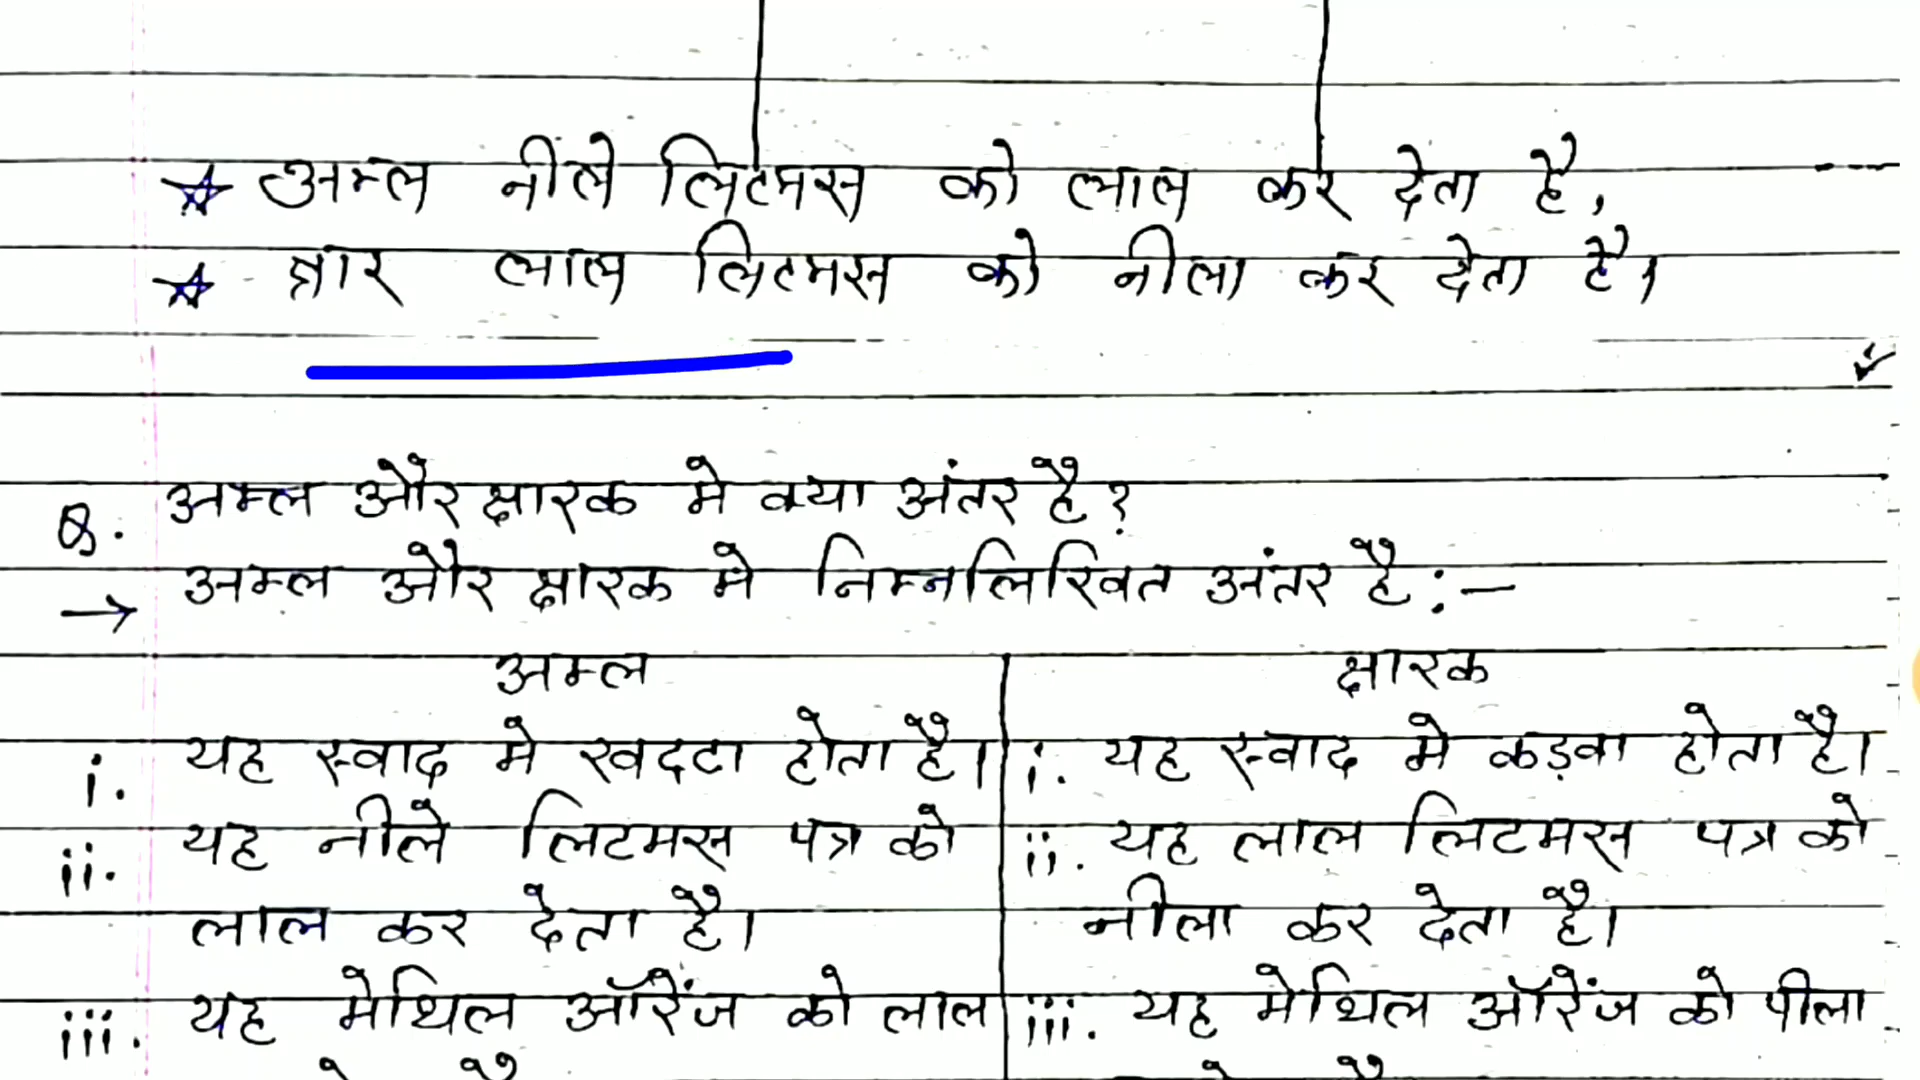 ☆ अम्ल नीले लिटमस को लाल कर देता है,
☆ क्षार लाल लिटमस को नीला कर देता है।
Q. अम्ल और क्षारक मे क्या अंतर है?
→ अम्ल और क्षारक मे निम्नलिखित अंतर है:-
अम्ल
i. यह स्वाद मे खट्टा होता है।
ii. यह नीले लिटमस पत्र को
लाल कर देता है।
iii. यह मेथिल ऑरेंज को लाल
क्षारक
i. यह स्वाद मे कड़वा होता है।
ii. यह लाल लिटमस पत्र को
नीला कर देता है।
iii. यह मेथिल ऑरेंज को पीला